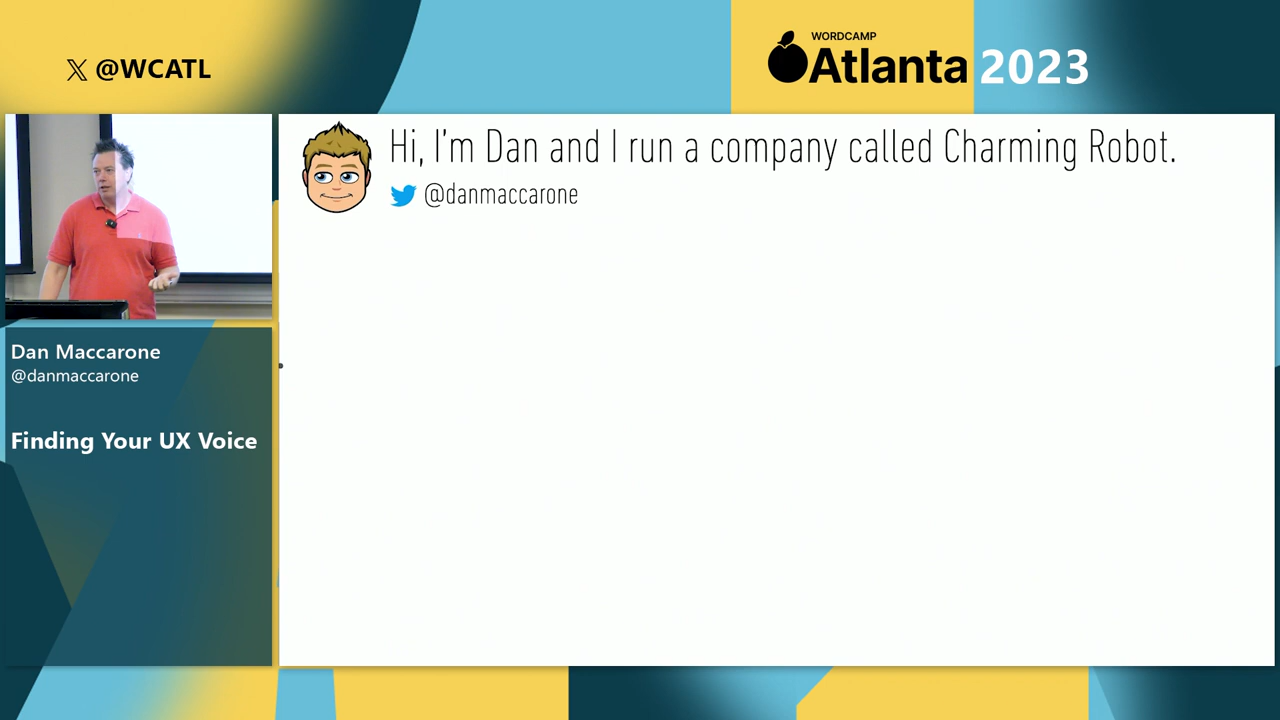 𝕏 @WCATL
WORDCAMP
Atlanta 2023
Hi, I'm Dan and I run a company called Charming Robot.
@danmaccarone
Dan Maccarone
@danmaccarone
Finding Your UX Voice